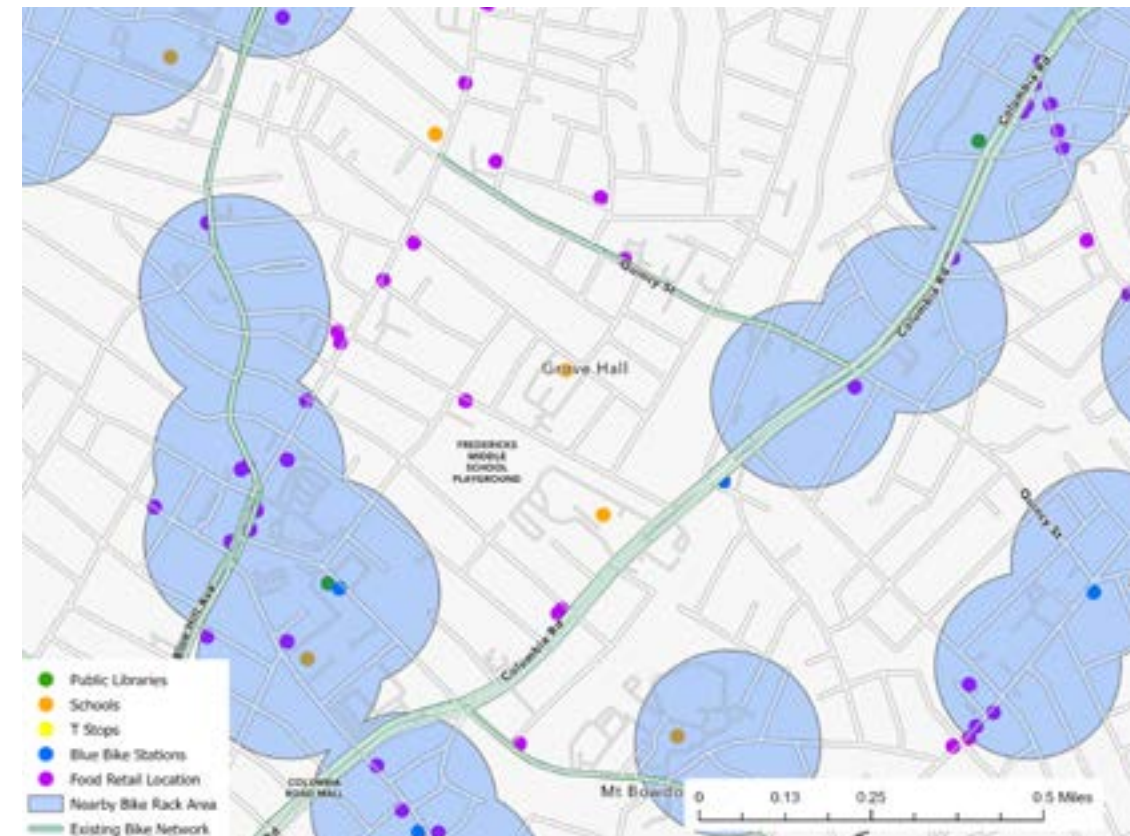 Columbia Rd
Quincy St
Columbia Rd
Grove Hall
FREDERICKS
MIDDLE
SCHOOL
PLAYGROUND
Quincy St
Blue Hill Ave
Columbia Rd
Public Libraries
Schools
T Stops
Blue Bike Stations
Food Retail Location
Nearby Bike Rack Area
Existing Bike Network
COLUMBIA
ROAD MALL
Mt Bowdo
0 0.13 0.25 0.5 Miles